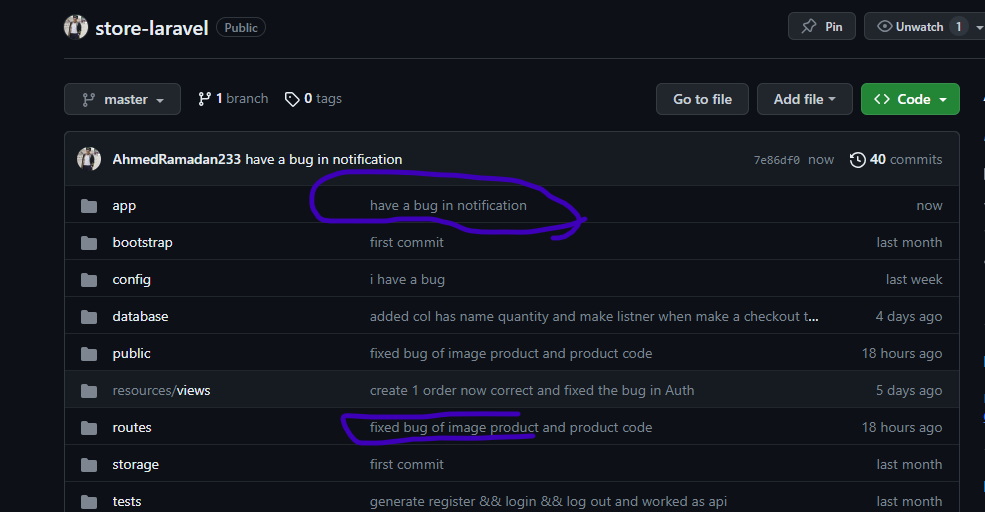 store-laravel Public Pin Unwatch 1
master 1 branch 0 tags Go to file Add file Code
AhmedRamadan233 have a bug in notification 7e86df0 now 40 commits
app have a bug in notification now
bootstrap first commit last month
config i have a bug last week
database added col has name quantity and make listner when make a checkout t... 4 days ago
public fixed bug of image product and product code 18 hours ago
resources/views create 1 order now correct and fixed the bug in Auth 5 days ago
routes fixed bug of image product and product code 18 hours ago
storage first commit last month
tests generate register && login && log out and worked as api last month